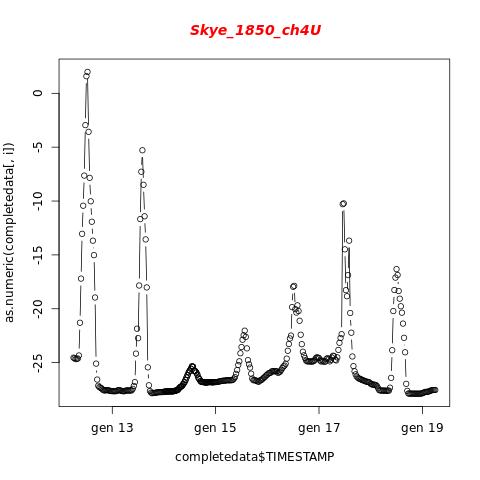 Skye_1850_ch4U
as.numeric(completedata[, i])
0
-5
-10
-15
-20
-25
gen 13
gen 15
gen 17
gen 19
completedata$TIMESTAMP